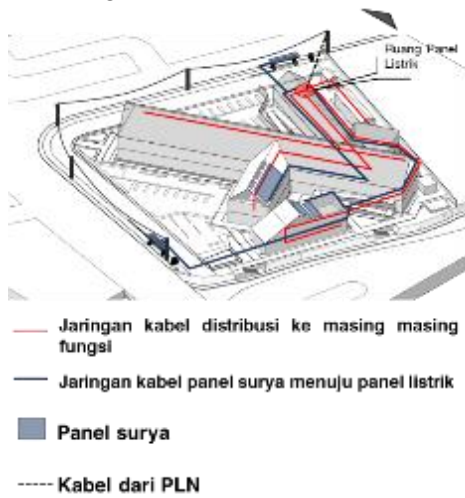 Ruang Panel
Listrik
Jaringan kabel distribusi ke masing masing
fungsi
Jaringan kabel panel surya menuju panel listrik
Panel surya
Kabel dari PLN